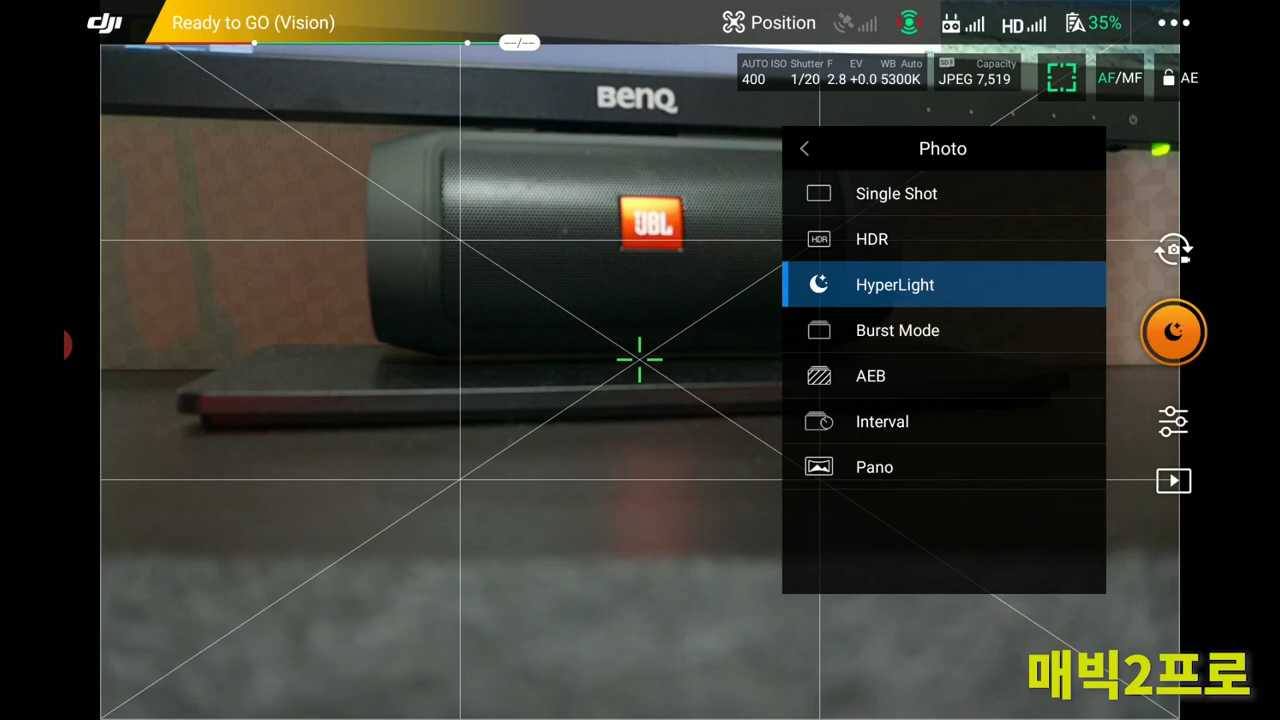 dji Ready to GO (Vision) Position HD 35%
--/--
AUTO ISO Shutter F EV WB Auto Capacity
400 1/20 2.8 +0.0 5300K JPEG 7,519 AF/MF AE
BenQ
Photo
Single Shot
JBL
HDR HDR
HyperLight
Burst Mode
AEB
Interval
Pano
매빅2프로